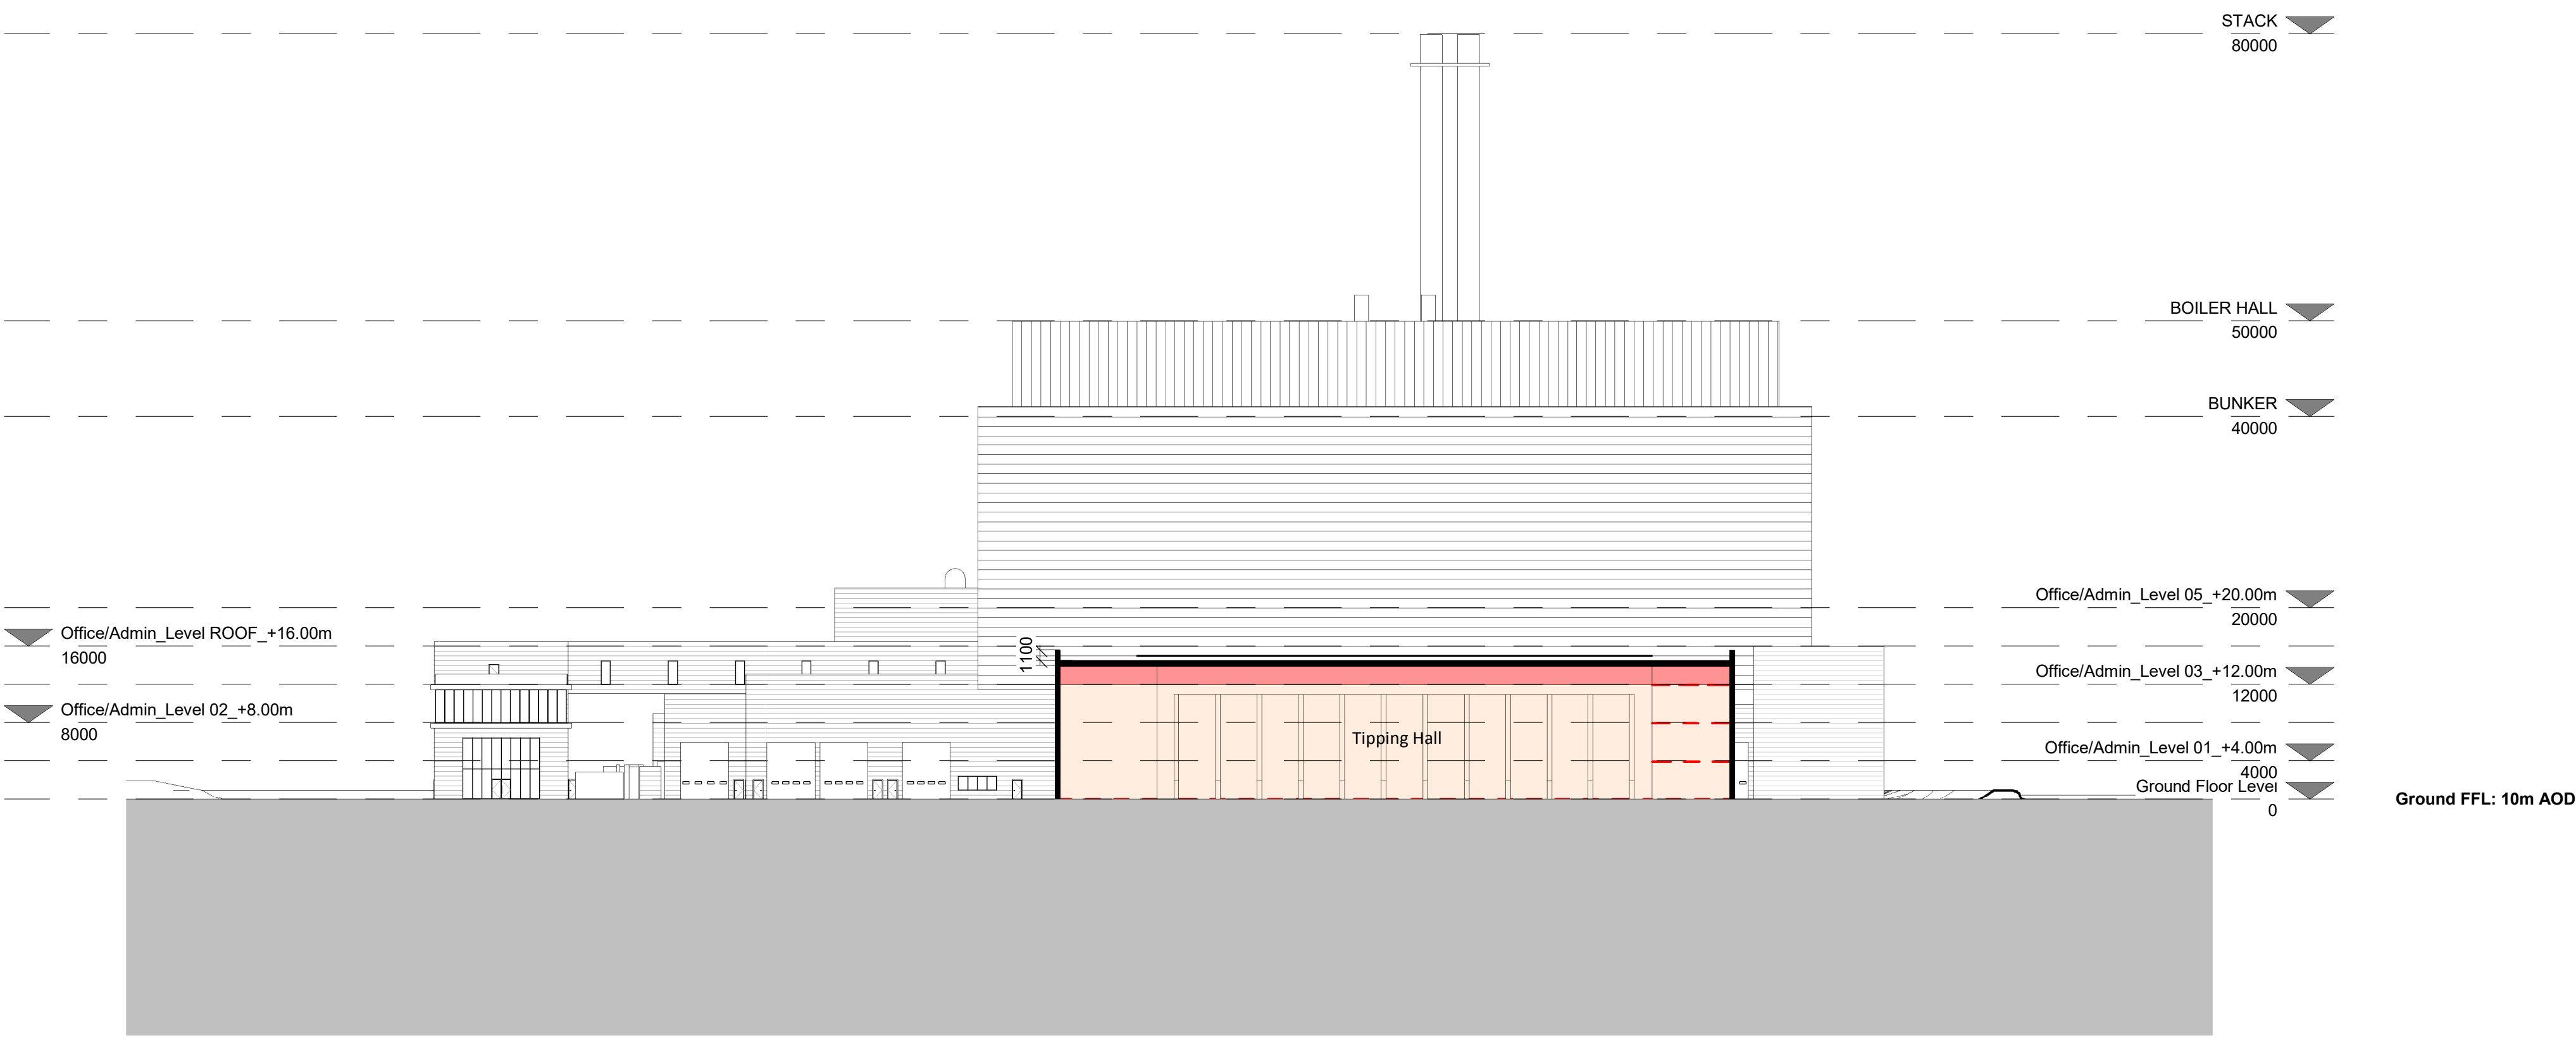 STACK
80000
BOILER HALL
50000
BUNKER
40000
Office/Admin_Level 05_+20.00m
20000
Office/Admin_Level ROOF_+16.00m
16000
1100
Office/Admin_Level 03_+12.00m
12000
Office/Admin_Level 02_+8.00m
8000
Tipping Hall
Office/Admin_Level 01_+4.00m
4000
Ground Floor Level
0
Ground FFL: 10m AOD